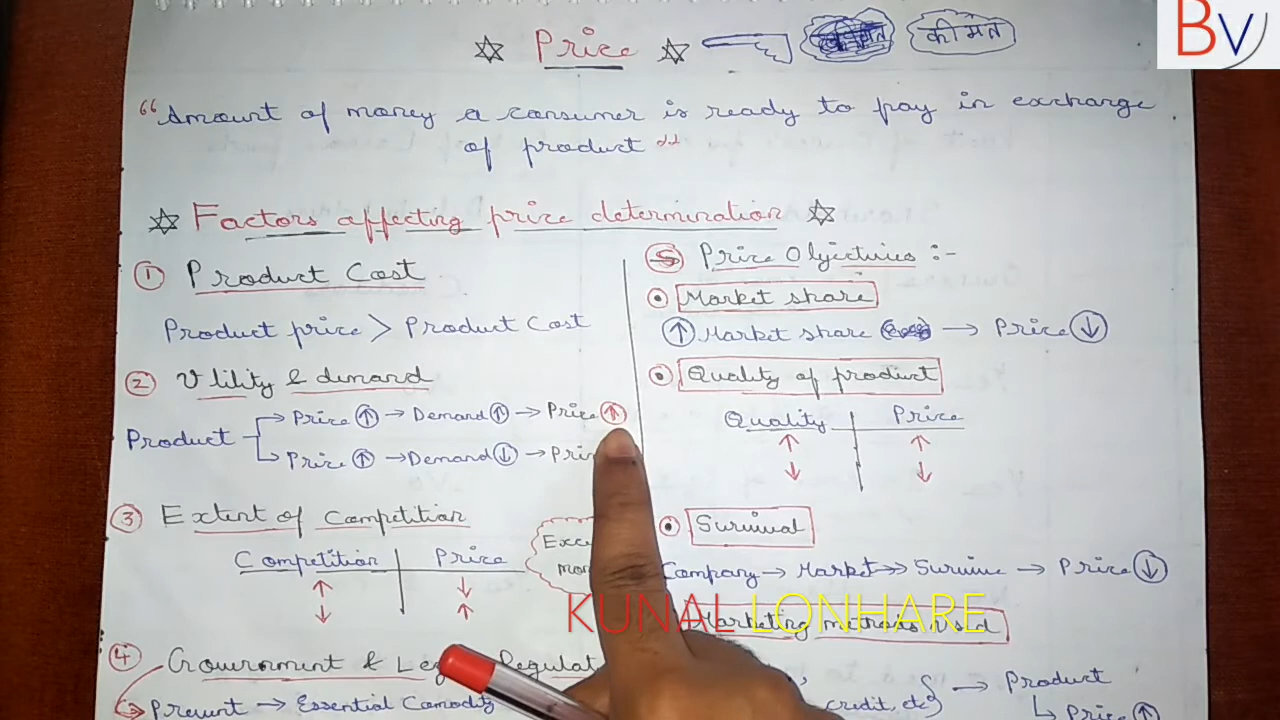 ☆ Price ☆ कीमत
BV
“Amount of money a consumer is ready to pay in exchange
of product”
☆ Factors affecting price determination ☆
① Product Cost
Product price > Product Cost
② Utility & demand
Product
→ Price ↑ → Demand ↑ → Price ↑
→ Price ↑ → Demand ↓ →
③ Extent of Competition
Competition | Price
↑ ↓
↓ ↑
④ Government &
Prevent → Essential Comodity
⑤ Price Objectives :-
• Market share
↑ Market share → Price ↓
• Quality of product
Quality | Price
↑ ↑
↓ ↓
• Survival
Company → Market → Survive → Price ↓
KUNAL LONHARE
Marketing methods used
credit, etc → Product
Price ↑